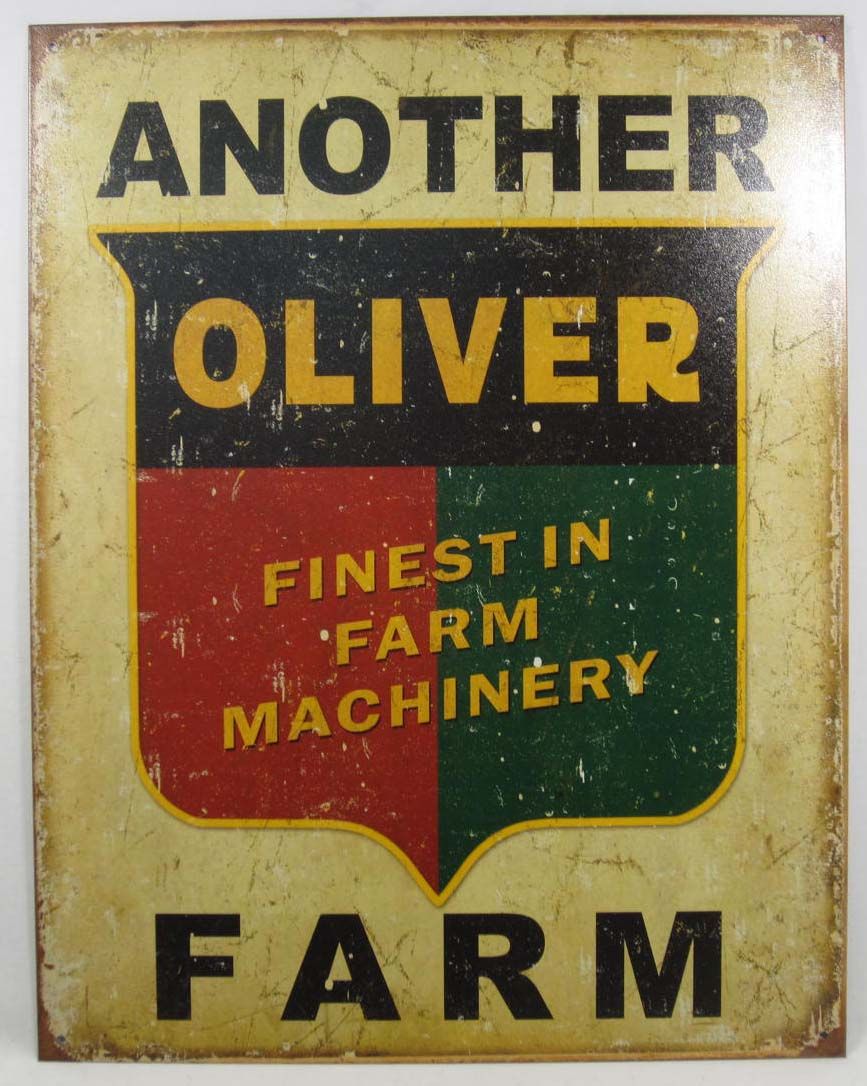 ANOTHER
OLIVER
FINEST IN
FARM
MACHINERY
FARM